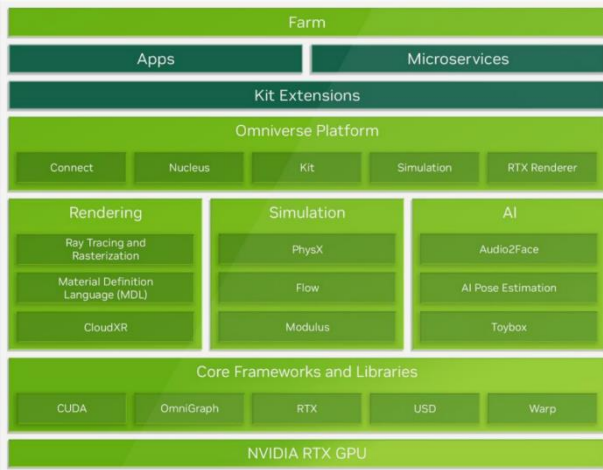 Farm
Apps
Microservices
Kit Extensions
Omniverse Platform
Connect
Nucleus
Kit
Simulation
RTX Renderer
Rendering
Ray Tracing and
Rasterization
Material Definition
Language (MDL)
CloudXR
Simulation
PhysX
Flow
Modulus
AI
Audio2Face
AI Pose Estimation
Toybox
Core Frameworks and Libraries
CUDA
OmniGraph
RTX
USD
Warp
NVIDIA RTX GPU